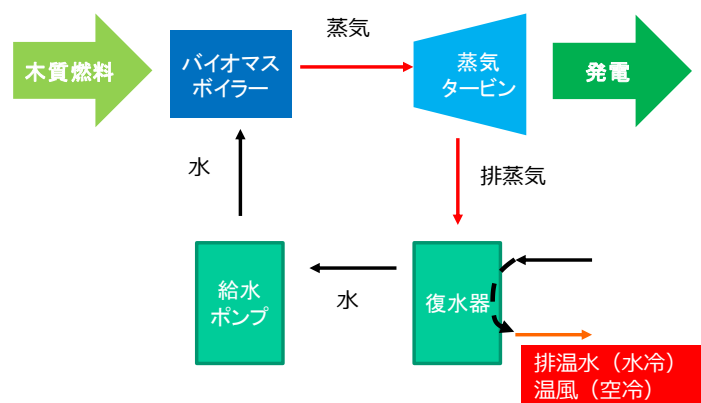 蒸気
木質燃料
バイオマス
ボイラー
蒸気
タービン
発電
水
排蒸気
給水
ポンプ
水
復水器
排温水（水冷）
温風（空冷）